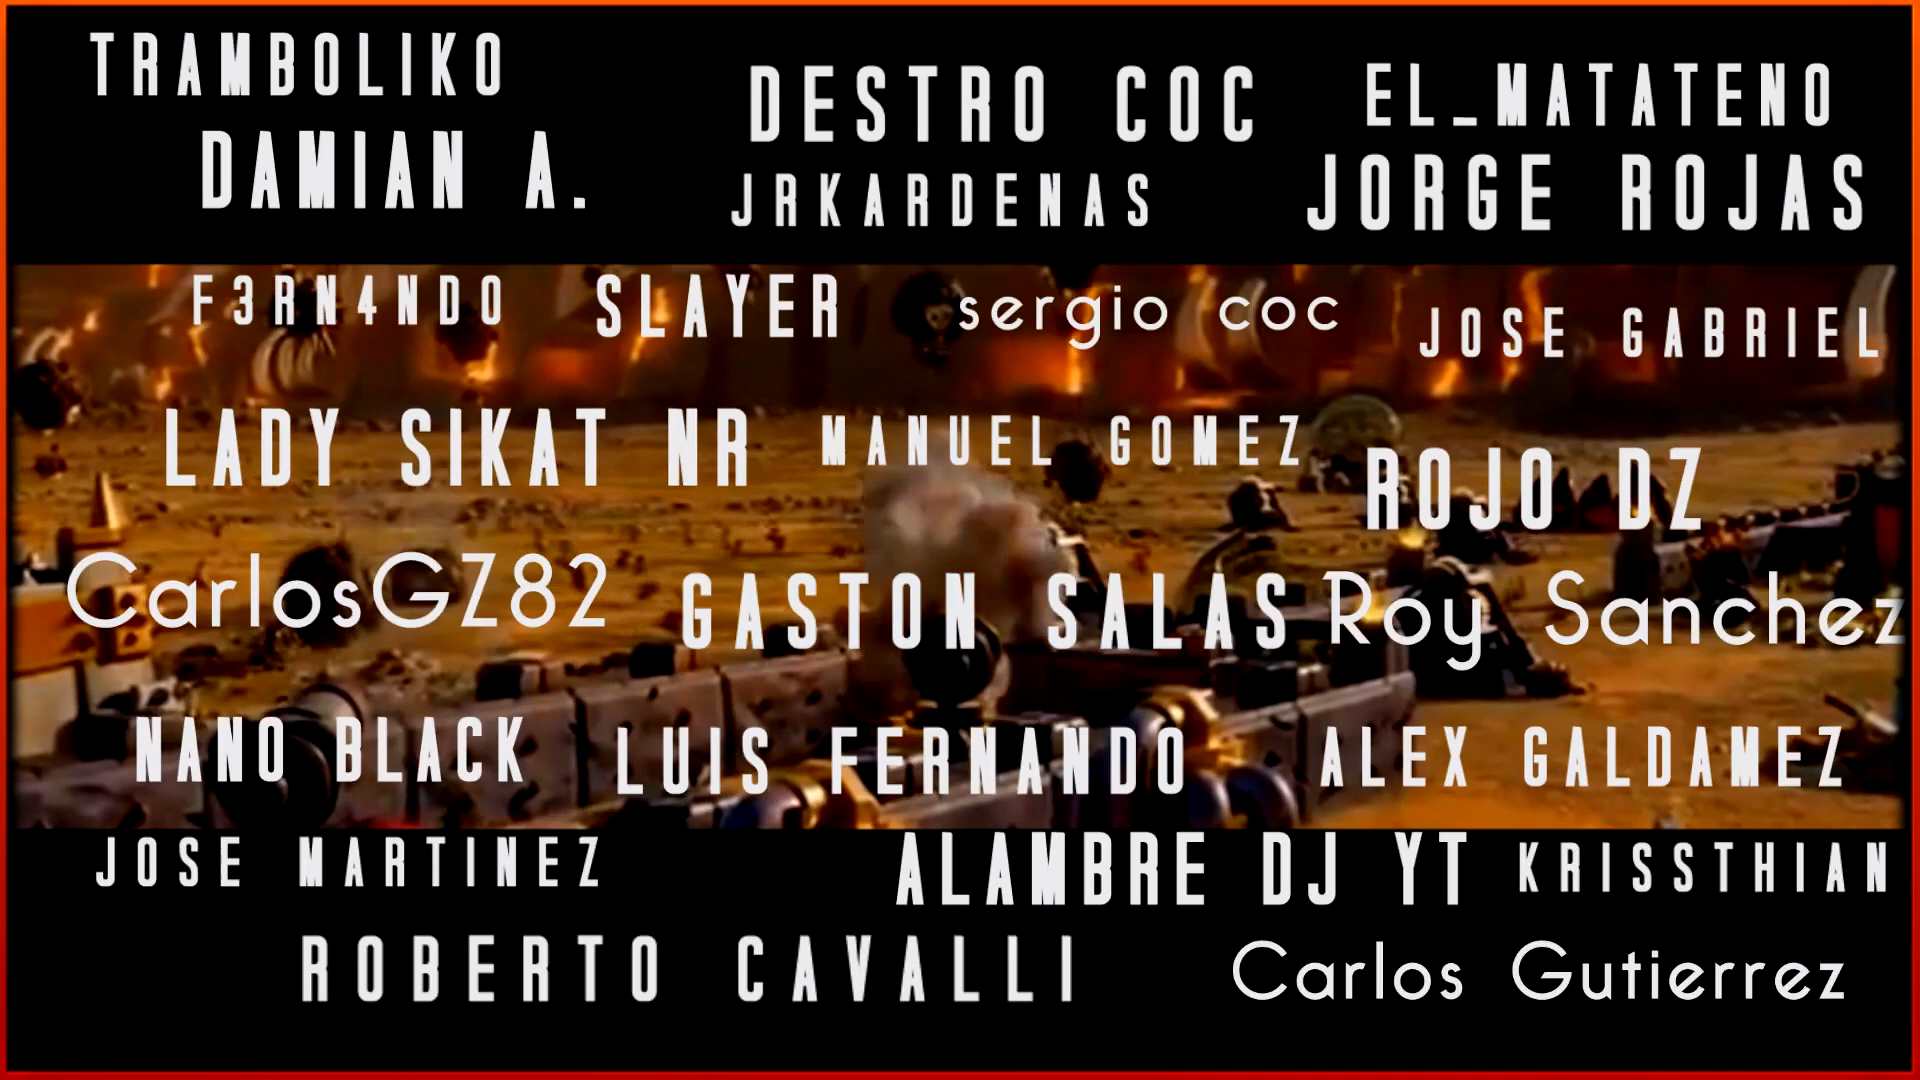 TRAMBOLIKO
DESTRO COC
EL_MATATENO
DAMIAN A.
JRKARDENAS
JORGE ROJAS
F3RN4NDO
SLAYER
sergio coc
JOSE GABRIEL
LADY SIKAT NR
MANUEL GOMEZ
ROJO DZ
CarlosGZ82
GASTON SALAS
Roy Sanchez
NANO BLACK
LUIS FERNANDO
ALEX GALDAMEZ
JOSE MARTINEZ
ALAMBRE DJ YT
KRISSTHIAN
ROBERTO CAVALLI
Carlos Gutierrez